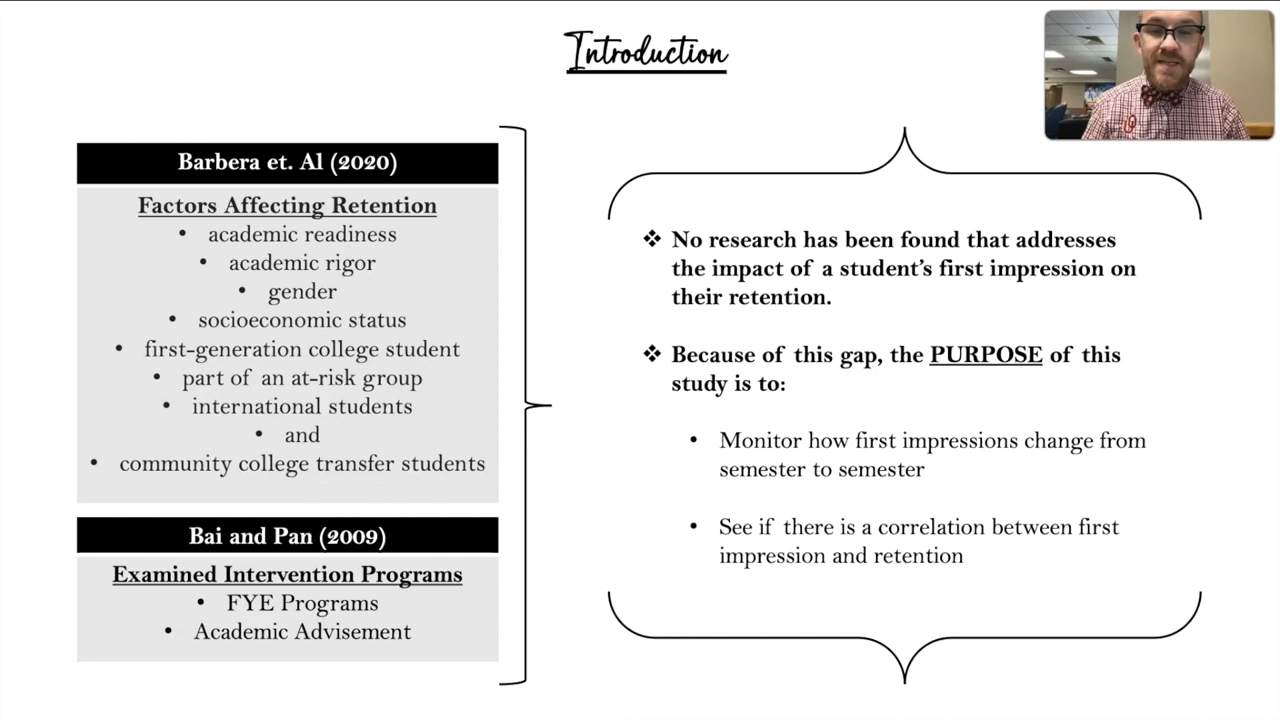 Introduction
Barbera et. Al (2020)
Factors Affecting Retention
• academic readiness
• academic rigor
• gender
• socioeconomic status
• first-generation college student
• part of an at-risk group
• international students
• and
• community college transfer students
Bai and Pan (2009)
Examined Intervention Programs
• FYE Programs
• Academic Advisement
❖ No research has been found that addresses
the impact of a student’s first impression on
their retention.
❖ Because of this gap, the PURPOSE of this
study is to:
• Monitor how first impressions change from
semester to semester
• See if there is a correlation between first
impression and retention